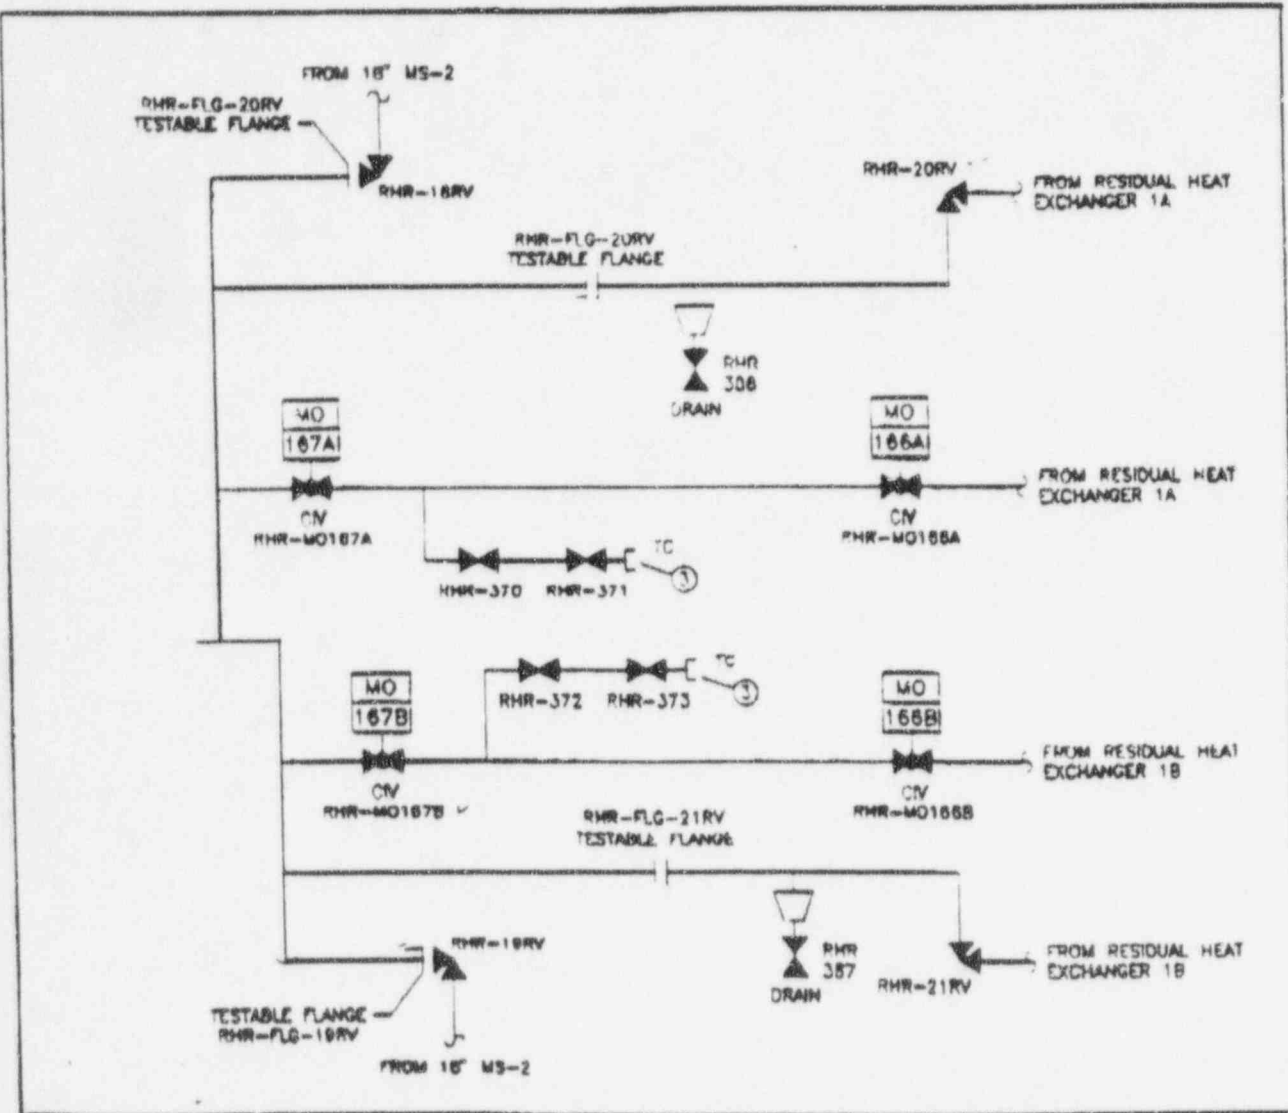 FROM 18" MS-2
RHR-FLG-20RV
TESTABLE FLANGE
RHR-18RV
RHR-20RV
FROM RESIDUAL HEAT
EXCHANGER 1A
RHR-FLG-20RV
TESTABLE FLANGE
RHR
386
DRAIN
MO
167A
MO
166A
FROM RESIDUAL HEAT
EXCHANGER 1A
CIV
RHR-MO167A
CIV
RHR-MO166A
TC
3
RHR-370
RHR-371
TC
3
RHR-372
RHR-373
MO
167B
MO
166B
FROM RESIDUAL HEAT
EXCHANGER 1B
CIV
RHR-MO167B
CIV
RHR-MO166B
RHR-FLG-21RV
TESTABLE FLANGE
RHR-19RV
RHR
387
DRAIN
RHR-21RV
FROM RESIDUAL HEAT
EXCHANGER 1B
TESTABLE FLANGE
RHR-FLG-19RV
FROM 18" MS-2